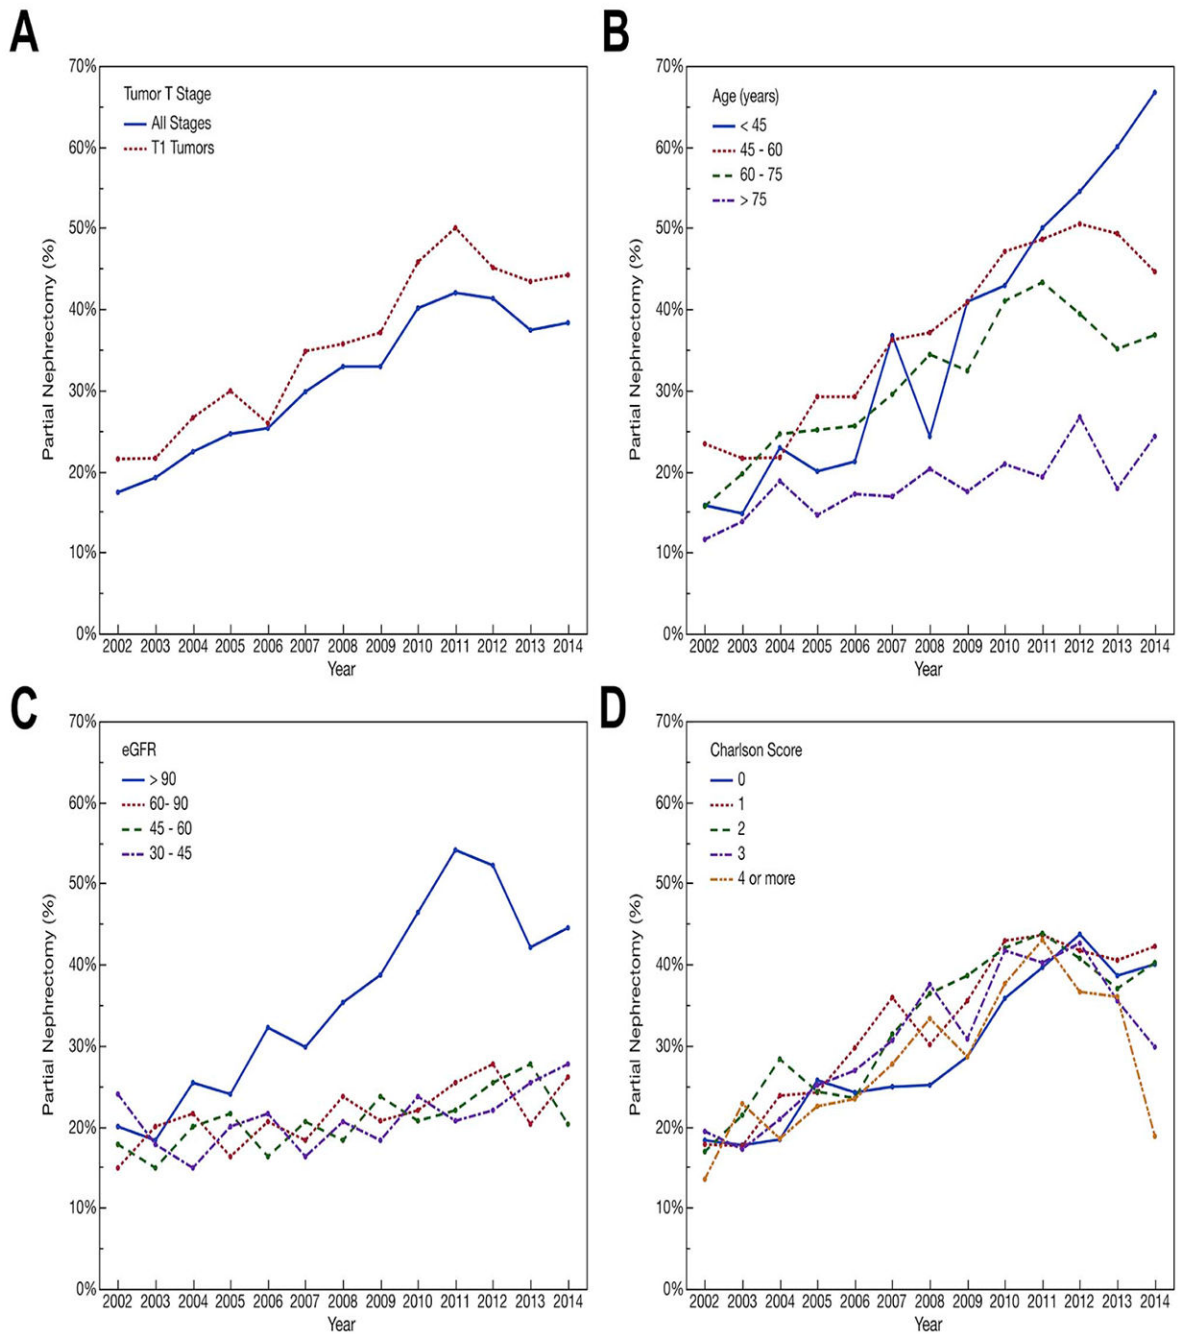 A
70%
60%
50%
40%
30%
20%
10%
0%
Partial Nephrectomy (%)
Tumor T Stage
All Stages
T1 Tumors
2002 2003 2004 2005 2006 2007 2008 2009 2010 2011 2012 2013 2014
Year
B
70%
60%
50%
40%
30%
20%
10%
0%
Partial Nephrectomy (%)
Age (years)
< 45
45 - 60
60 - 75
> 75
2002 2003 2004 2005 2006 2007 2008 2009 2010 2011 2012 2013 2014
Year
C
70%
60%
50%
40%
30%
20%
10%
0%
Partial Nephrectomy (%)
eGFR
> 90
60- 90
45 - 60
30 - 45
2002 2003 2004 2005 2006 2007 2008 2009 2010 2011 2012 2013 2014
Year
D
70%
60%
50%
40%
30%
20%
10%
0%
Partial Nephrectomy (%)
Charlson Score
0
1
2
3
4 or more
2002 2003 2004 2005 2006 2007 2008 2009 2010 2011 2012 2013 2014
Year